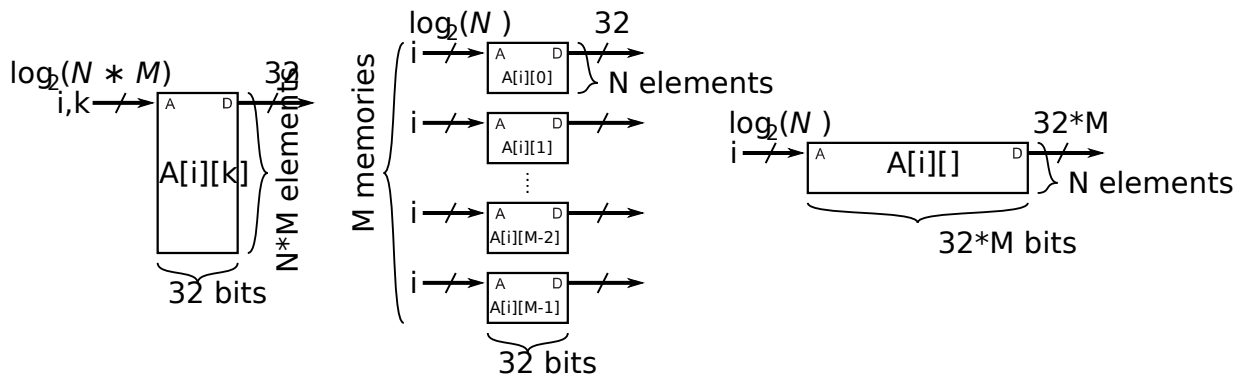 log2(N * M)
i,k
A
D
32
A[i][k]
N*M elements
32 bits
M memories
log2(N )
i
A
D
32
A[i][0]
N elements
i
A
D
A[i][1]
i
A
D
A[i][M-2]
i
A
D
A[i][M-1]
32 bits
log2(N )
i
A
A[i][]
D
32*M
N elements
32*M bits